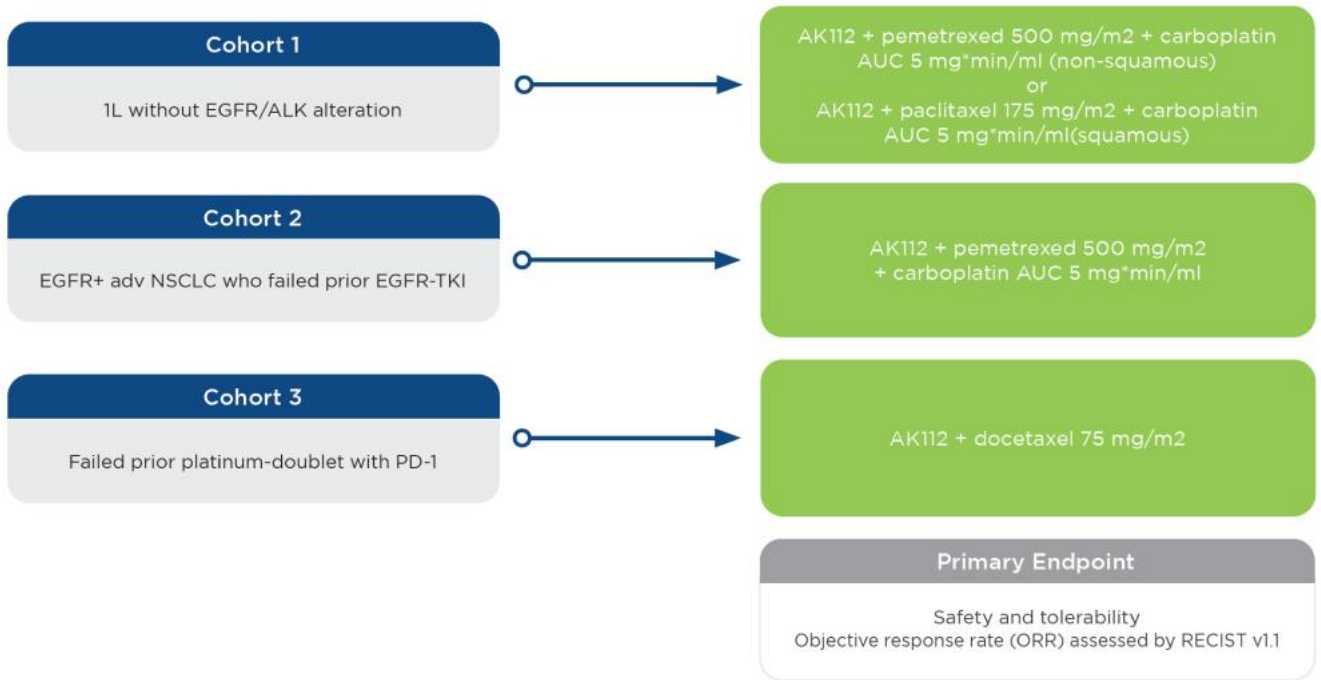 Cohort 1
1L without EGFR/ALK alteration
AK112 + pemetrexed 500 mg/m2 + carboplatin
AUC 5 mg*min/ml (non-squamous)
or
AK112 + paclitaxel 175 mg/m2 + carboplatin
AUC 5 mg*min/ml(squamous)
Cohort 2
EGFR+ adv NSCLC who failed prior EGFR-TKI
AK112 + pemetrexed 500 mg/m2
+ carboplatin AUC 5 mg*min/ml
Cohort 3
Failed prior platinum-doublet with PD-1
AK112 + docetaxel 75 mg/m2
Primary Endpoint
Safety and tolerability
Objective response rate (ORR) assessed by RECIST v1.1